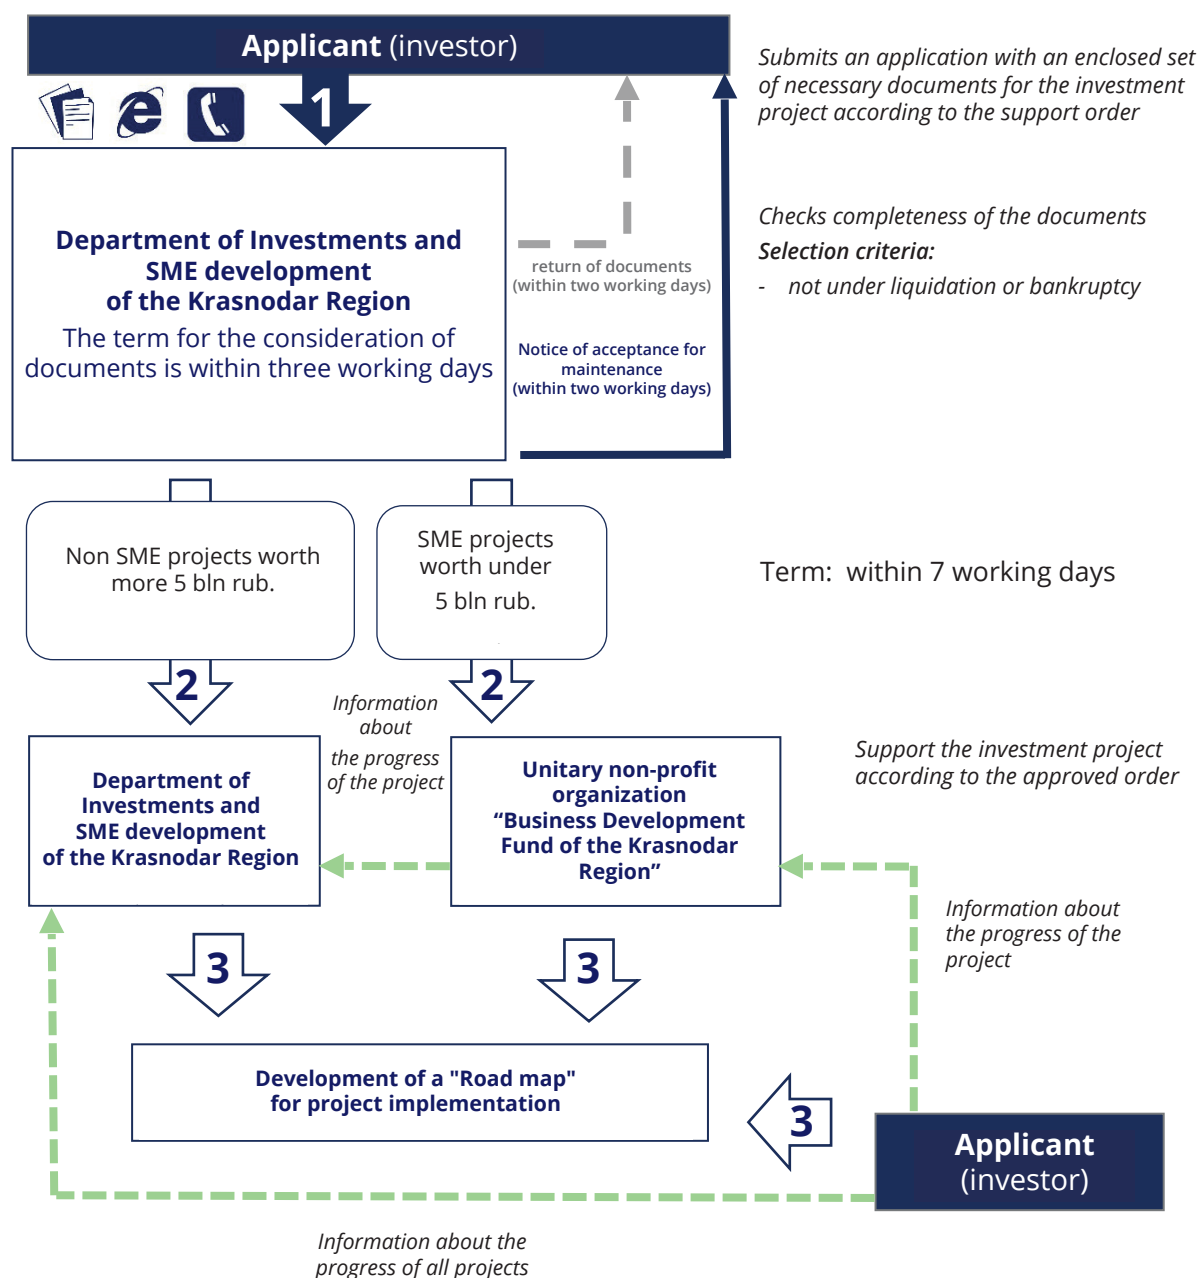 Applicant (investor)
Submits an application with an enclosed set
of necessary documents for the investment
project according to the support order
1
Department of Investments and
SME development
of the Krasnodar Region
The term for the consideration of
documents is within three working days
return of documents
(within two working days)
Notice of acceptance for
maintenance
(within two working days)
Checks completeness of the documents
Selection criteria:
- not under liquidation or bankruptcy
Non SME projects worth
more 5 bln rub.
SME projects
worth under
5 bln rub.
Term: within 7 working days
2
2
Information
about
the progress
of the project
Department of
Investments and
SME development
of the Krasnodar Region
Unitary non-profit
organization
“Business Development
Fund of the Krasnodar
Region”
Support the investment project
according to the approved order
Information about
the progress of the
project
3
3
Development of a "Road map"
for project implementation
3
Applicant
(investor)
Information about the
progress of all projects